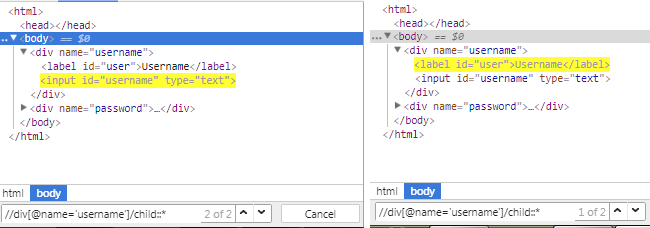 <html>
<head></head>
... ▼<body> == $0
▼<div name="username">
<label id="user">Username</label>
<input id="username" type="text">
</div>
▶<div name="password">…</div>
</body>
</html>
html body
//div[@name='username']/child::* 2 of 2 Cancel
<html>
<head></head>
... ▼<body> == $0
▼<div name="username">
<label id="user">Username</label>
<input id="username" type="text">
</div>
▶<div name="password">…</div>
</body>
</html>
html body
//div[@name='username']/child::* 1 of 2